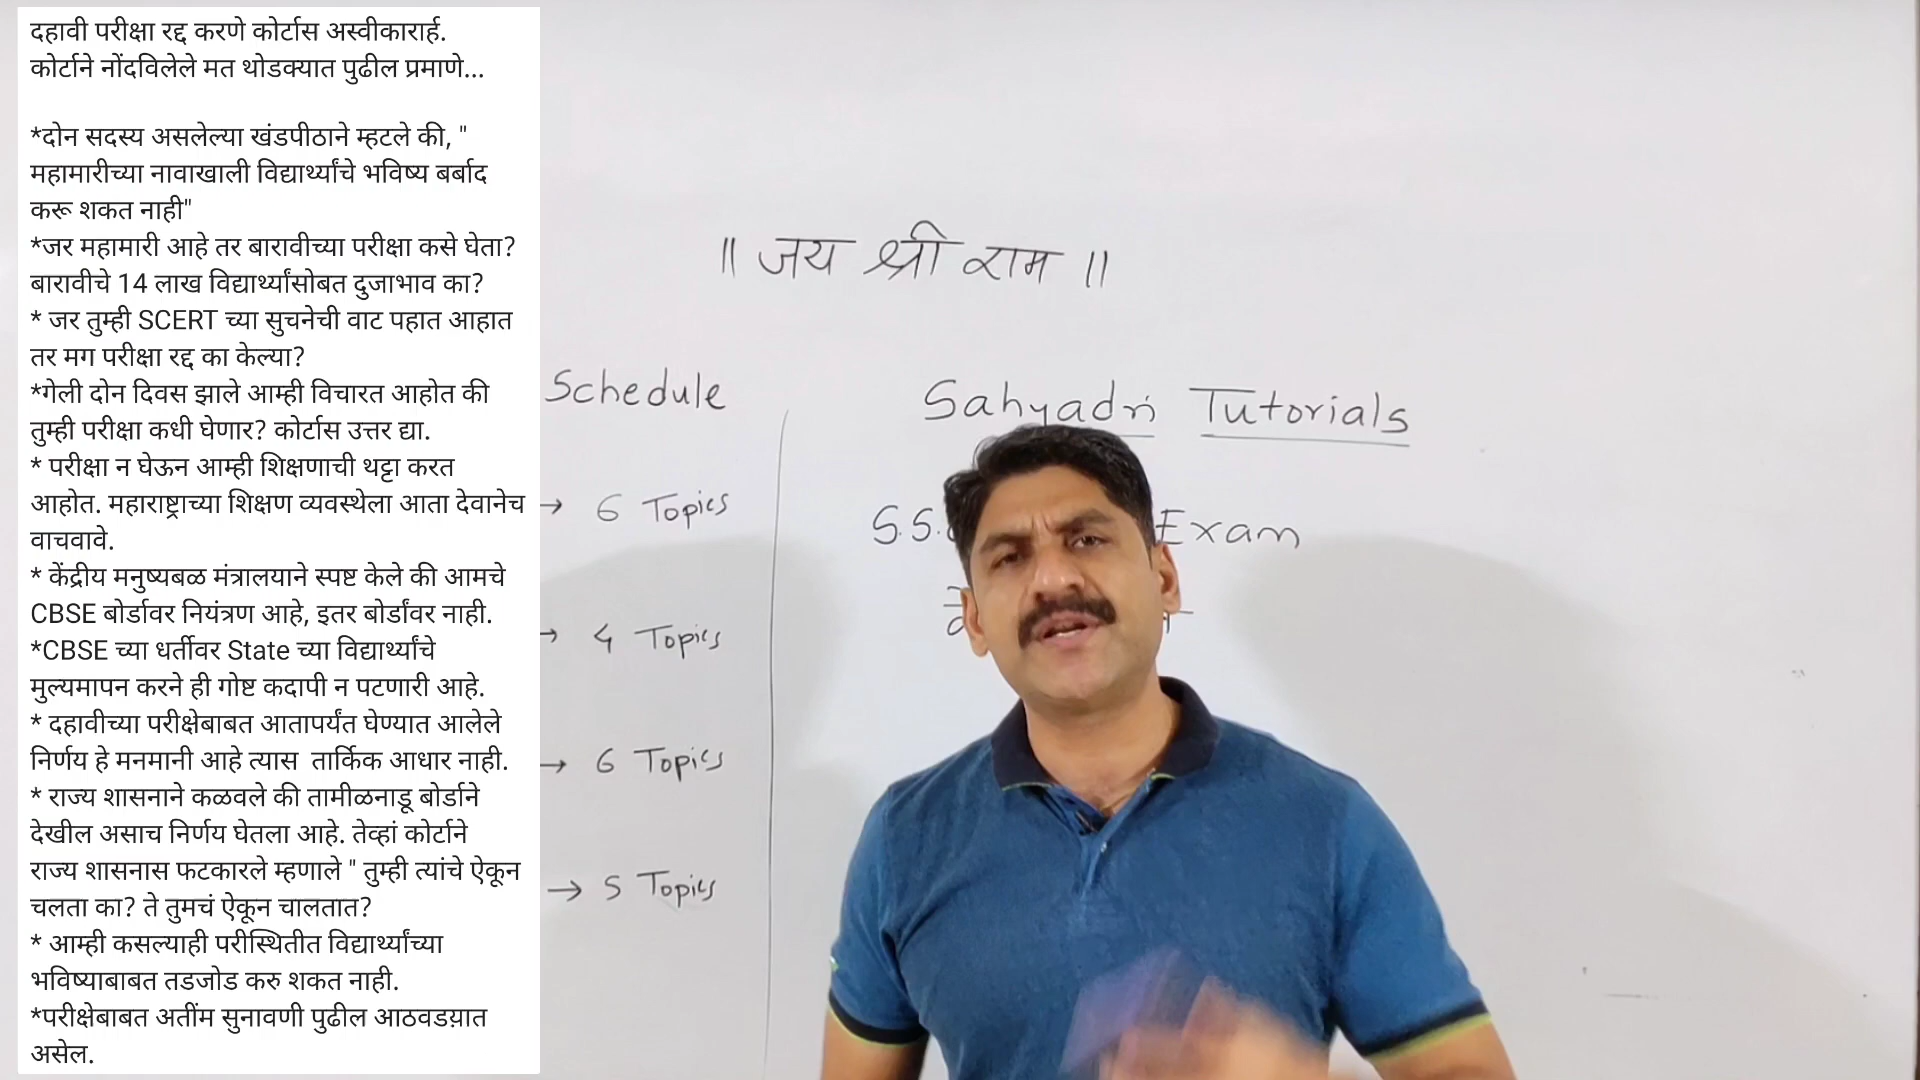 दहावी परीक्षा रद्द करणे कोर्टास अस्वीकारार्ह.
कोर्टाने नोंदविलेले मत थोडक्यात पुढील प्रमाणे...
*दोन सदस्य असलेल्या खंडपीठाने म्हटले की, "
महामारीच्या नावाखाली विद्यार्थ्यांचे भविष्य बर्बाद
करू शकत नाही"
*जर महामारी आहे तर बारावीच्या परीक्षा कसे घेता?
बारावीचे 14 लाख विद्यार्थ्यांसोबत दुजाभाव का?
* जर तुम्ही SCERT च्या सुचनेची वाट पहात आहात
तर मग परीक्षा रद्द का केल्या?
*गेली दोन दिवस झाले आम्ही विचारत आहोत की
तुम्ही परीक्षा कधी घेणार? कोर्टास उत्तर द्या.
* परीक्षा न घेऊन आम्ही शिक्षणाची थट्टा करत
आहोत. महाराष्ट्राच्या शिक्षण व्यवस्थेला आता देवानेच
वाचवावे.
* केंद्रीय मनुष्यबळ मंत्रालयाने स्पष्ट केले की आमचे
CBSE बोर्डावर नियंत्रण आहे, इतर बोर्डांवर नाही.
*CBSE च्या धर्तीवर State च्या विद्यार्थ्यांचे
मुल्यमापन करने ही गोष्ट कदापी न पटणारी आहे.
* दहावीच्या परीक्षेबाबत आतापर्यंत घेण्यात आलेले
निर्णय हे मनमानी आहे त्यास  तार्किक आधार नाही.
* राज्य शासनाने कळवले की तामीळनाडू बोर्डाने
देखील असाच निर्णय घेतला आहे. तेव्हां कोर्टाने
राज्य शासनास फटकारले म्हणाले " तुम्ही त्यांचे ऐकून
चलता का? ते तुमचं ऐकून चालतात?
* आम्ही कसल्याही परीस्थितीत विद्यार्थ्यांच्या
भविष्याबाबत तडजोड करु शकत नाही.
*परीक्षेबाबत अतींम सुनावणी पुढील आठवडय़ात
असेल.
॥ जय श्री राम ॥
Schedule
→ 6 Topics
→ 4 Topics
→ 6 Topics
→ 5 Topics
Sahyadri Tutorials
S.S. Exam